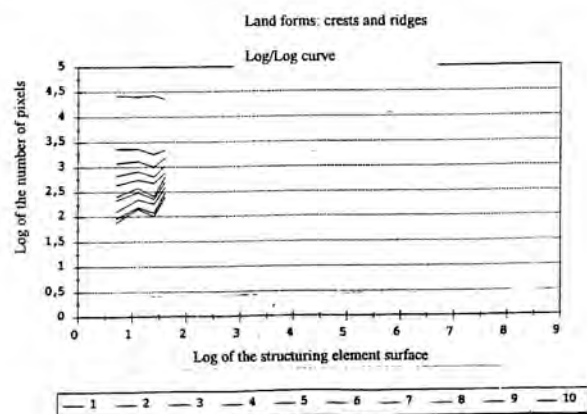 Land forms: crests and ridges
Log/Log curve
Log of the number of pixels
5
4,5
4
3,5
3
2,5
2
1,5
1
0,5
0
0 1 2 3 4 5 6 7 8 9
Log of the structuring element surface
1 2 3 4 5 6 7 8 9 10